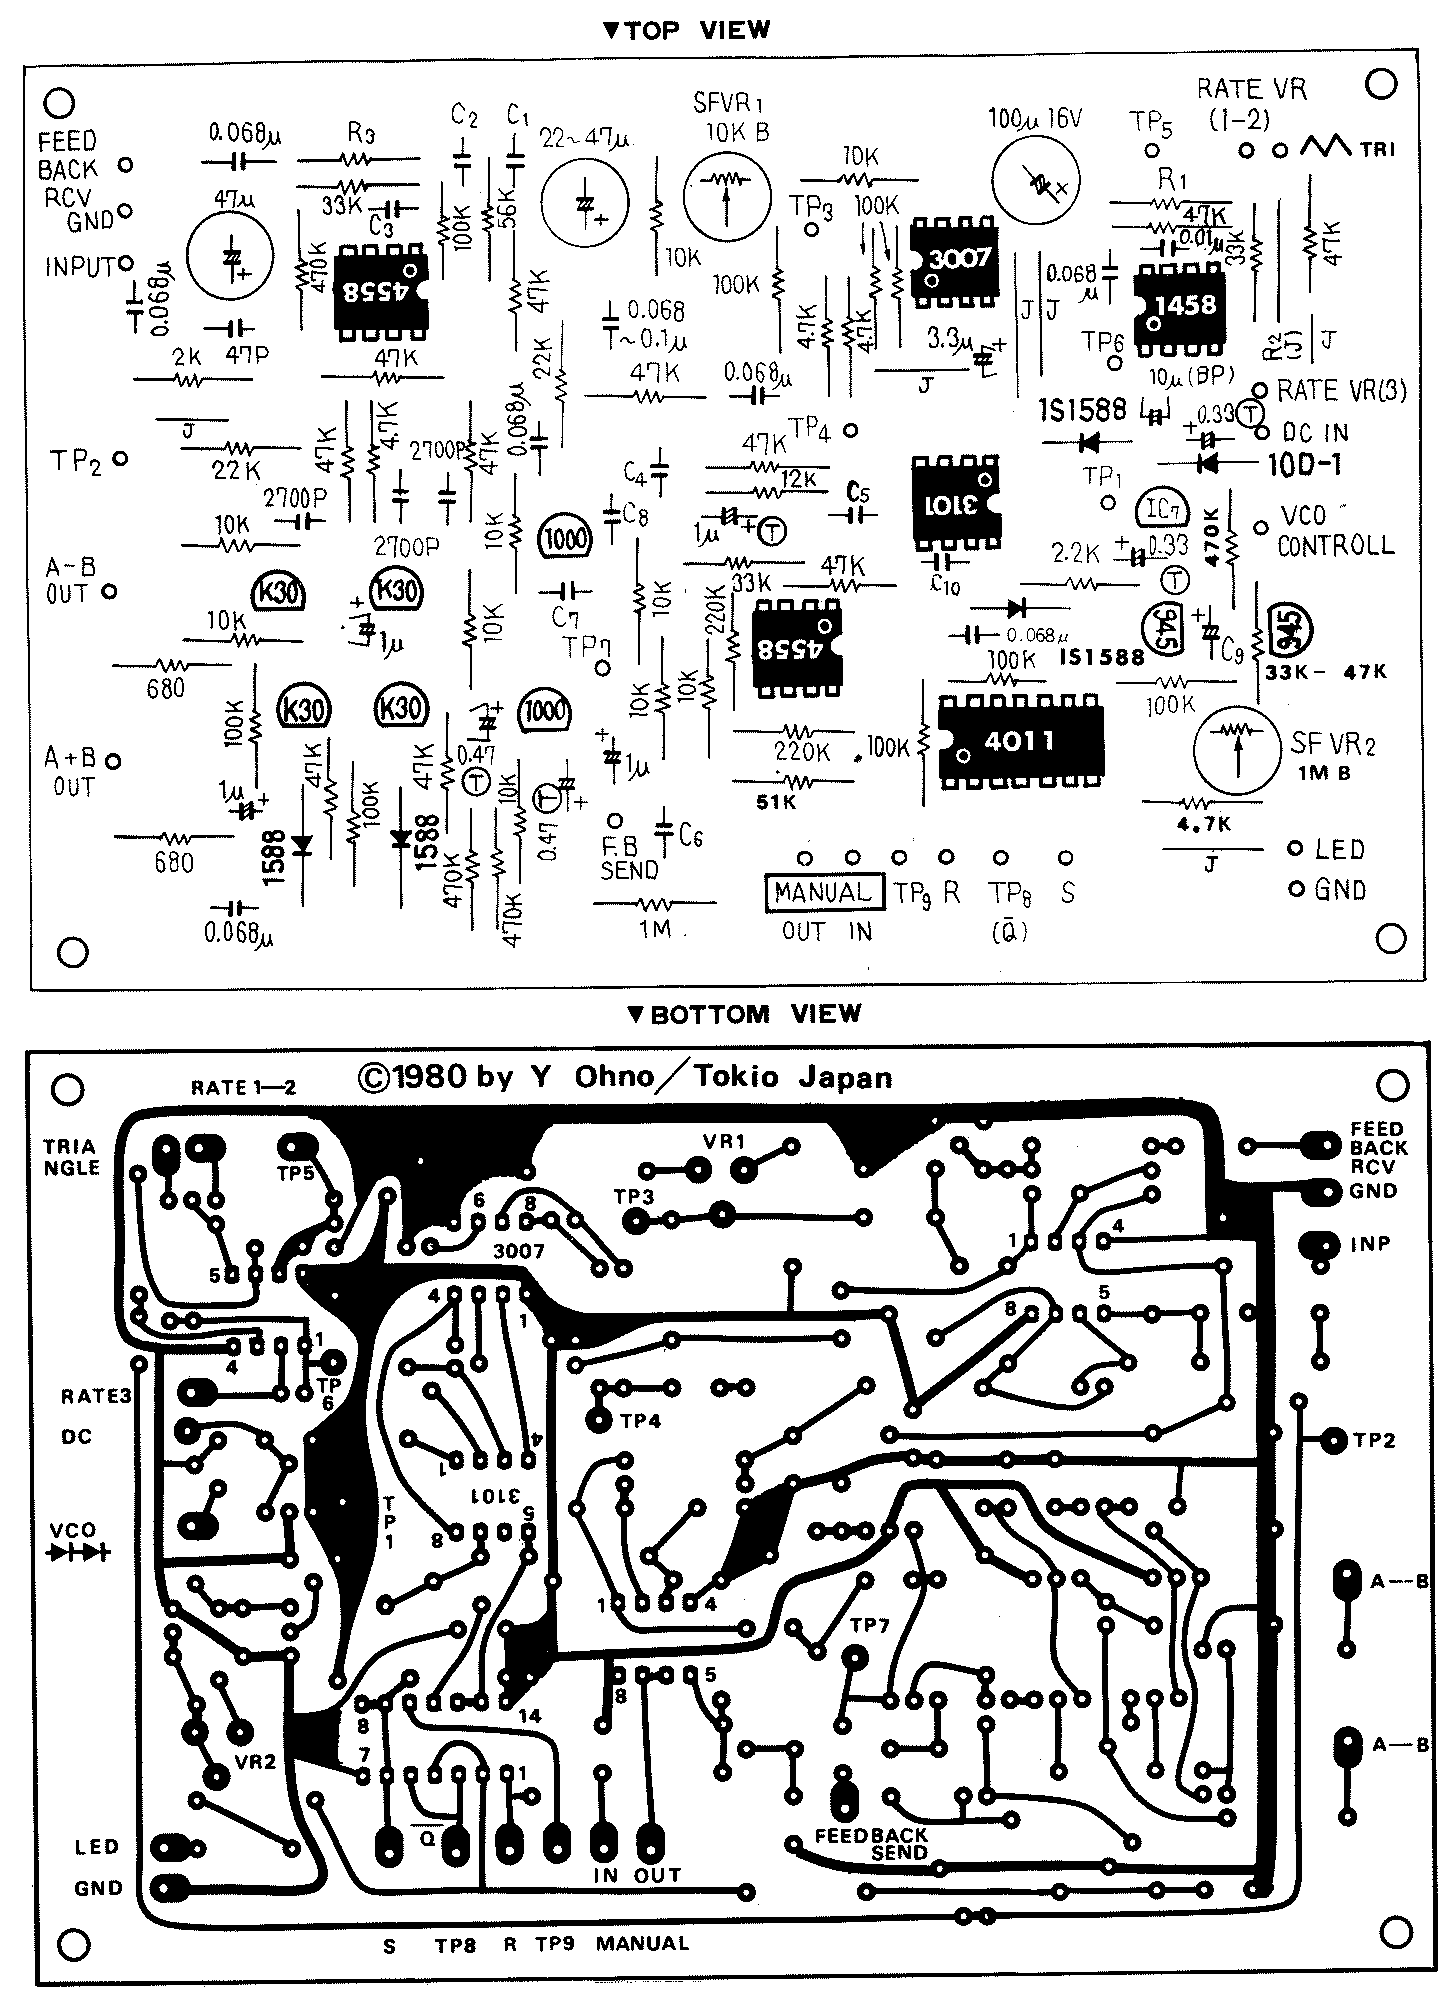 ▼TOP VIEW
FEED
BACK
RCV
GND
INPUT
0.068µ
R3
33K
C3
C2
C1
22~47µ
SFVR1
10K B
100µ 16V
TP5
RATE VR
(1-2)
TRI
47µ
470K
4558
100K
56K
10K
TP3
10K
100K
3007
R1
47K
0.01µ
33K
47K
0.068µ
47P
2K
47K
47K
22K
0.068
~0.1µ
100K
4.7K
4.7K
3.3µ
J
J
J
0.068
µ
1458
TP6
R2
(J)
J
J
22K
TP2
47K
4.7K
2700P
47K
0.068µ
47K
0.068µ
TP4
1S1588
10µ(BP)
0.33
T
RATE VR(3)
DC IN
10D-1
2700P
2700P
10K
10K
C4
C8
47K
12K
1µ
T
C5
3101
C10
TP1
IC7
2.2K
0.33
T
470K
VCO
CONTROLL
A-B
OUT
K30
K30
1000
10K
1µ
10K
C7
TP7
10K
33K
47K
220K
4558
0.068µ
1S1588
945
C9
945
33K- 47K
680
100K
K30
K30
1000
10K
10K
100K
4011
100K
100K
SFVR2
1M B
A+B
OUT
1µ
47K
100K
47K
0.47
T
10K
T
0.47
1µ
220K
51K
4.7K
680
1588
1588
470K
470K
F.B
SEND
C6
1M
0.068µ
MANUAL
OUT IN
TP9
R
TP8
(Q̄)
S
J
LED
GND
▼BOTTOM VIEW
©1980 by Y Ohno/Tokio Japan
RATE 1—2
TRIA
NGLE
TP5
VR1
TP3
6
8
3007
FEED
BACK
RCV
GND
1
4
INP
5
4
1
8
5
4
1
TP
6
RATE3
DC
TP4
TP2
1
4
3101
8
5
TP1
VCO
1
4
TP7
A—B
8
5
8
14
VR2
7
1
A—B
LED
GND
Q̄
IN OUT
FEEDBACK
SEND
S TP8 R TP9 MANUAL